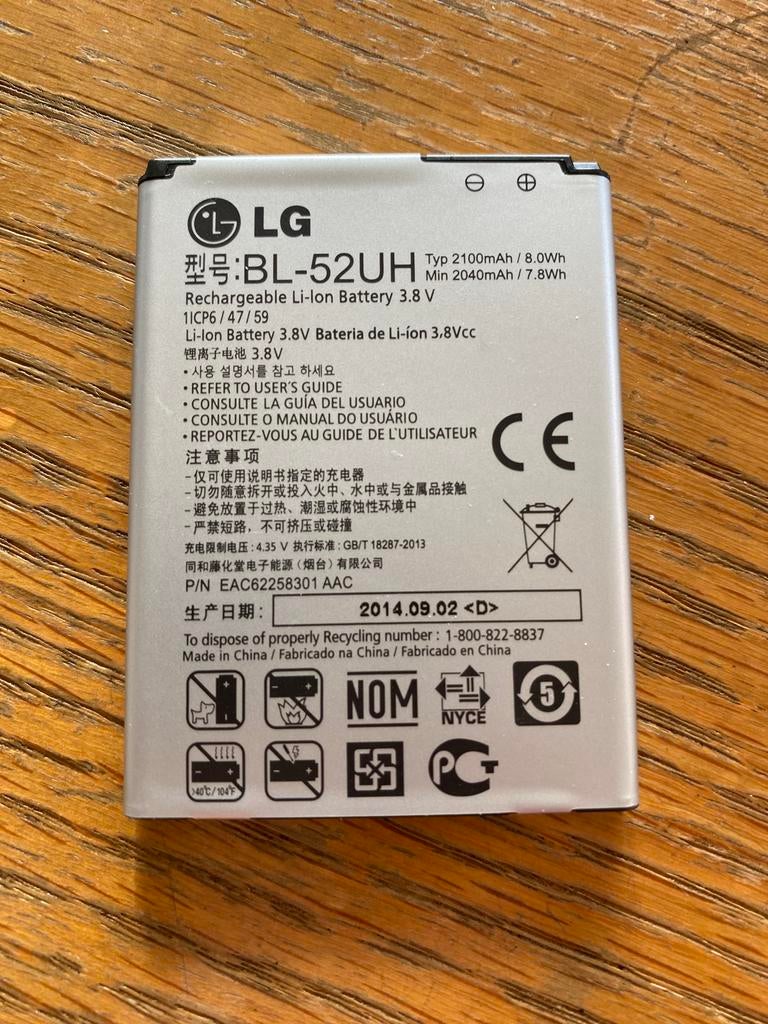 LG
型号:BL-52UH Typ 2100mAh / 8.0Wh
Min 2040mAh / 7.8Wh
Rechargeable Li-Ion Battery 3.8 V
1ICP6 / 47 / 59
Li-Ion Battery 3.8V Bateria de Li-íon 3,8Vcc
锂离子电池 3.8V
• 사용 설명서를 참고 하세요
• REFER TO USER'S GUIDE
• CONSULTE LA GUÍA DEL USUARIO
• CONSULTE O MANUAL DO USUÁRIO
• REPORTEZ-VOUS AU GUIDE DE L'UTILISATEUR
CE
注意事项
-仅可使用说明书指定的充电器
-切勿随意拆开或投入火中、水中或与金属品接触
-避免放置于过热、潮湿或腐蚀性环境中
-严禁短路，不可挤压或碰撞
充电限制电压: 4.35 V 执行标准: GB/T 18287-2013
同和藤化堂电子能源（烟台）有限公司
P/N EAC62258301 AAC
生产日期: 2014.09.02 <D>
To dispose of properly Recycling number : 1-800-822-8837
Made in China / Fabricado na China / Fabricado en China
NOM
NYCE
5
>40°C/104°F